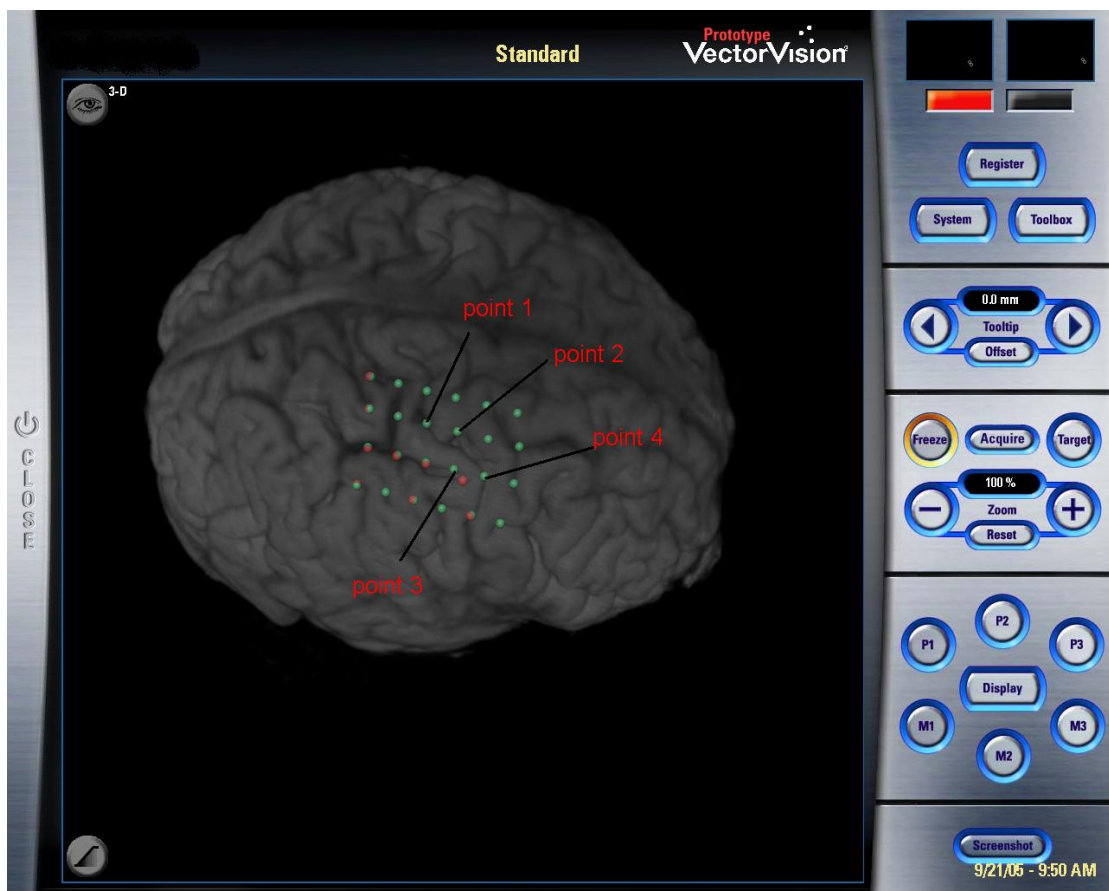 Standard
Prototype
VectorVision²
3-D
point 1
point 2
point 4
point 3
CLOSE
Register
System
Toolbox
0.0 mm
Tooltip
Offset
Freeze
Acquire
Target
100 %
Zoom
Reset
P1
P2
P3
Display
M1
M2
M3
Screenshot
9/21/05 - 9:50 AM